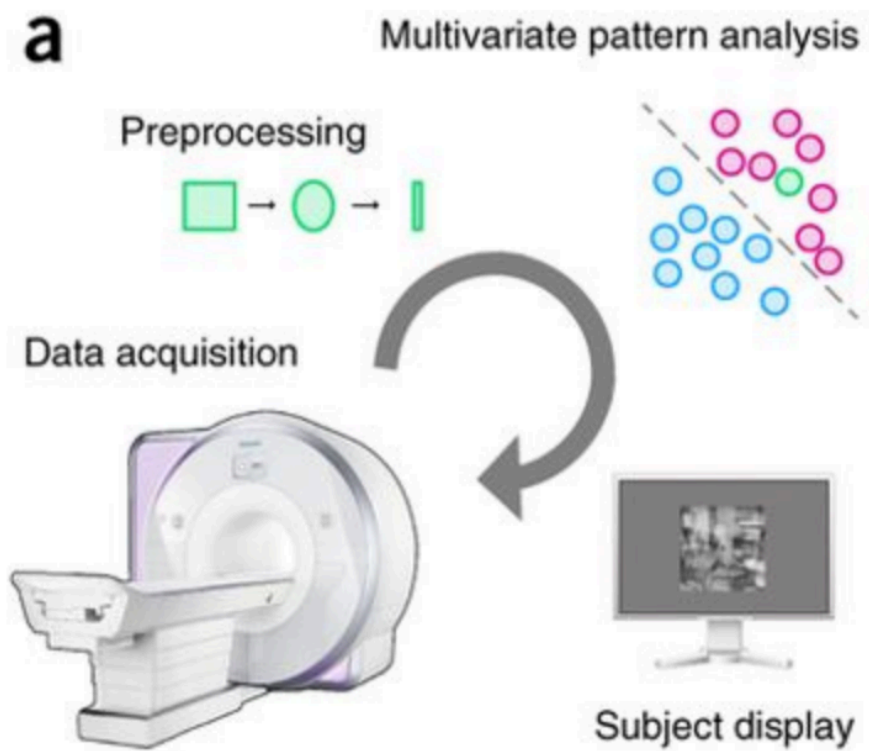 a
Multivariate pattern analysis
Preprocessing
Data acquisition
Subject display